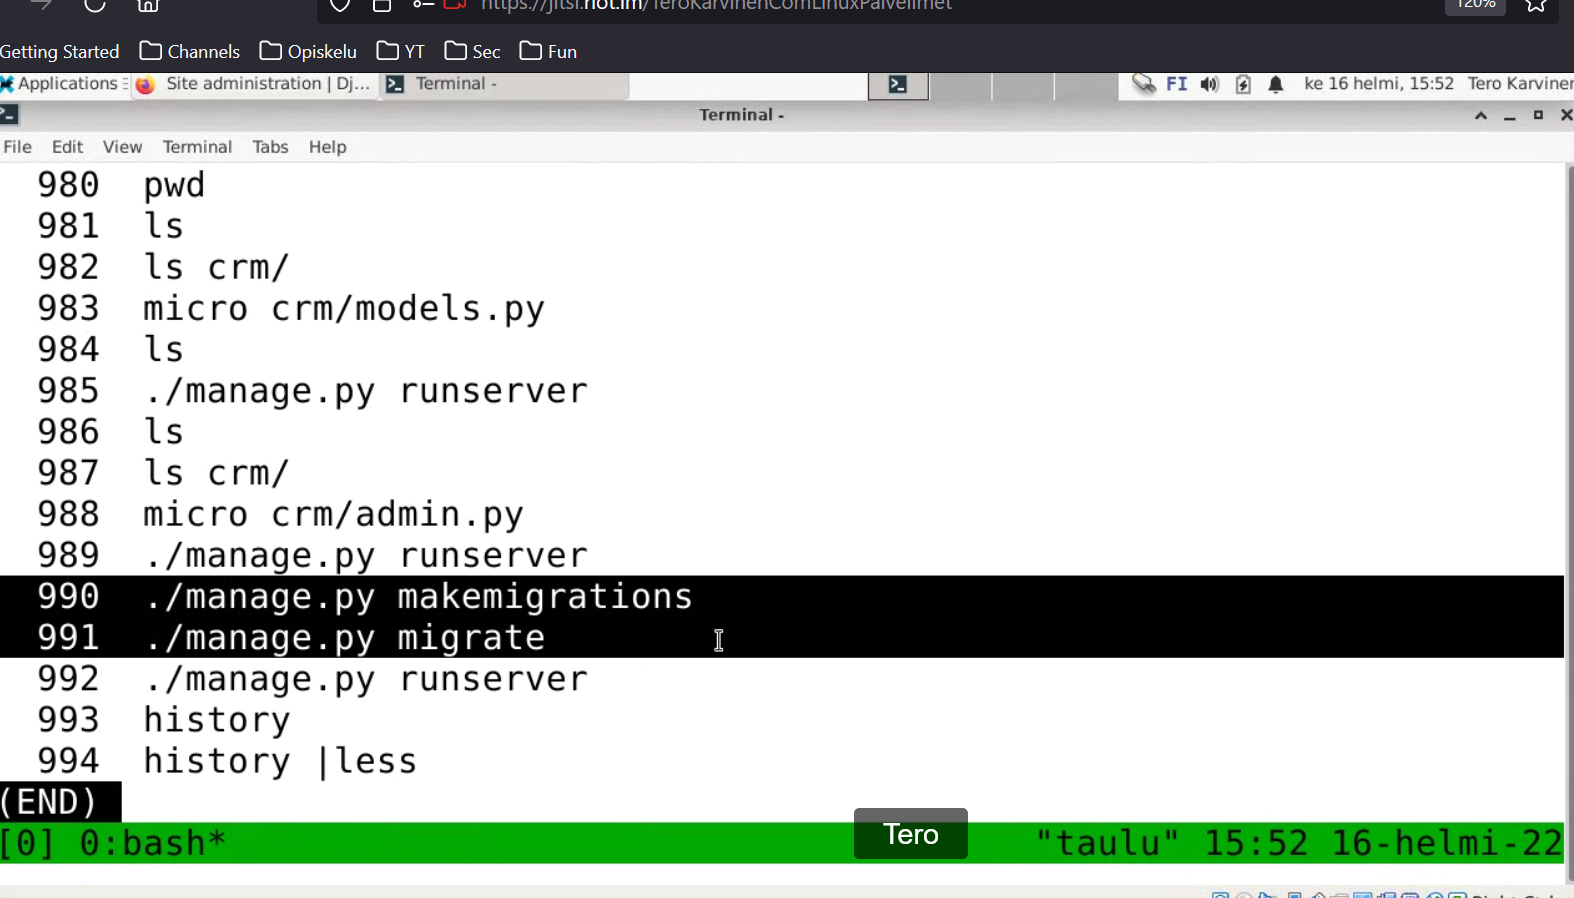 https://jitsi.riot.im/TeroKarvinenComLinuxPalvelimet
120%
Getting Started Channels Opiskelu YT Sec Fun
Applications Site administration | Dj... Terminal - FI ke 16 helmi, 15:52 Tero Karvinen
Terminal -
File Edit View Terminal Tabs Help
980 pwd
981 ls
982 ls crm/
983 micro crm/models.py
984 ls
985 ./manage.py runserver
986 ls
987 ls crm/
988 micro crm/admin.py
989 ./manage.py runserver
990 ./manage.py makemigrations
991 ./manage.py migrate
992 ./manage.py runserver
993 history
994 history |less
(END)
[0] 0:bash* "taulu" 15:52 16-helmi-22
Tero